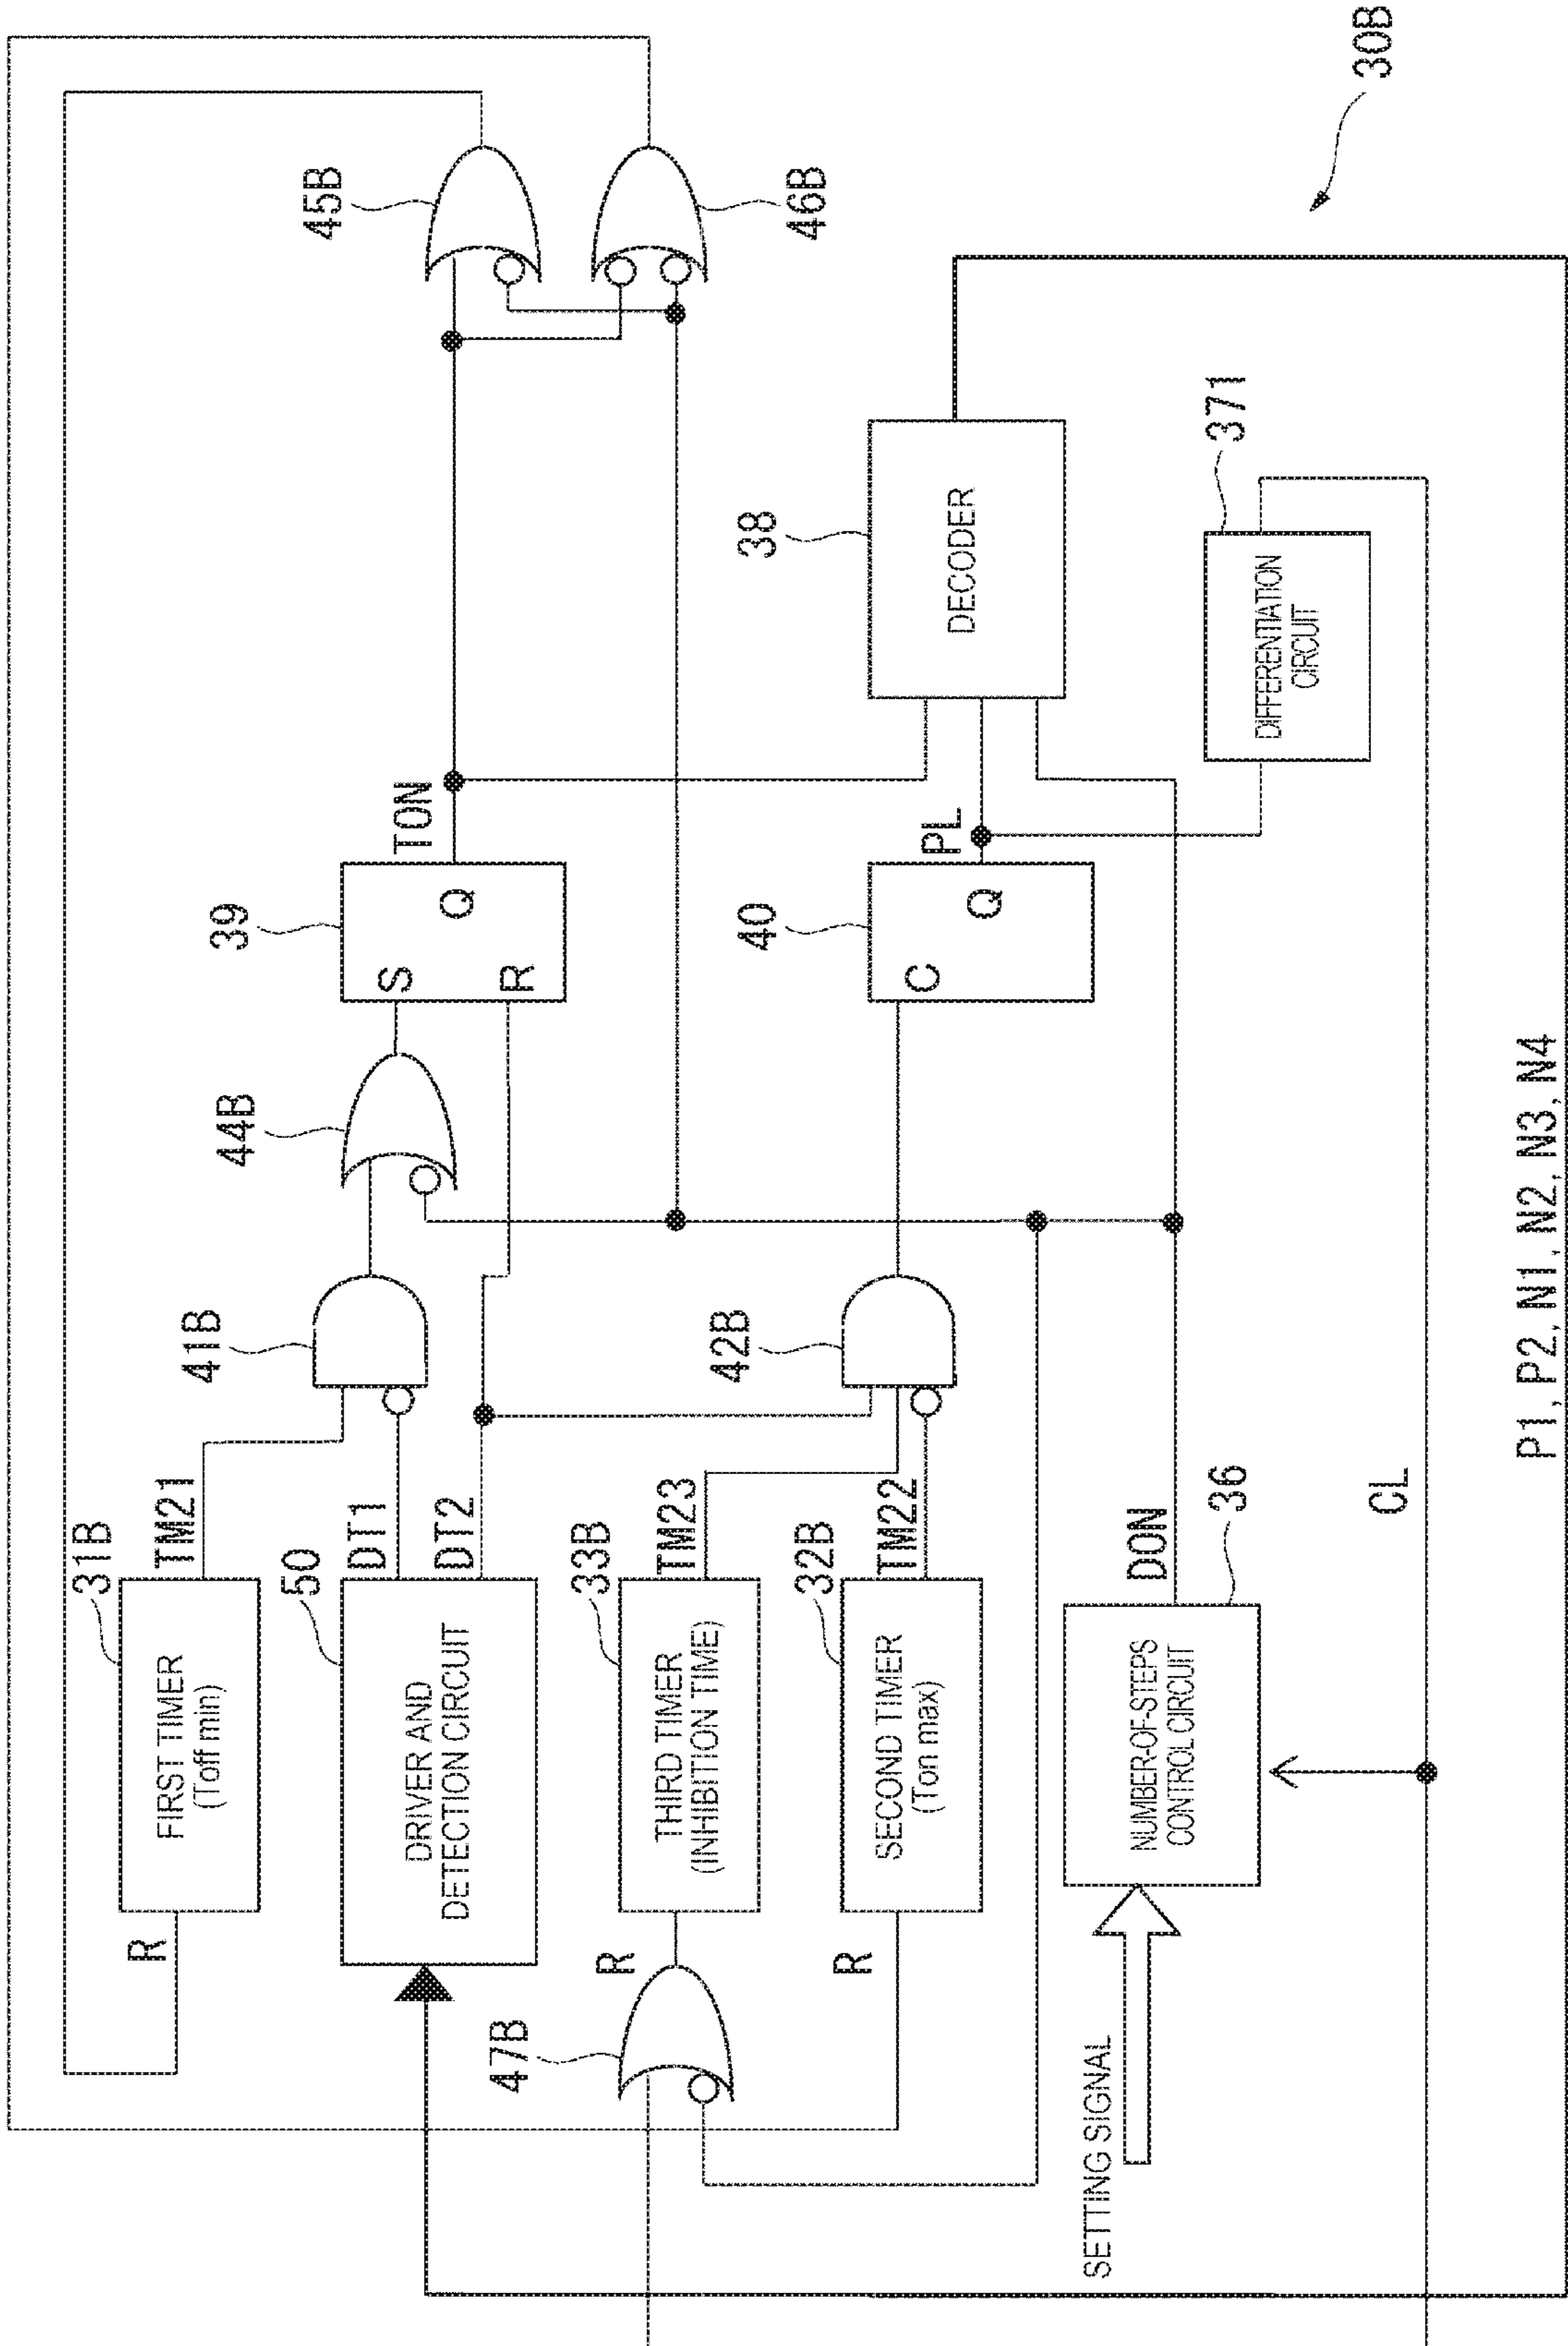 31B
TM21
R
FIRST TIMER
(Toff min)
50
DT1
DT2
DRIVER AND
DETECTION CIRCUIT
33B
TM23
R
THIRD TIMER
(INHIBITION TIME)
47B
32B
TM22
R
SECOND TIMER
(Ton max)
DON
36
NUMBER-OF-STEPS
CONTROL CIRCUIT
SETTING SIGNAL
CL
41B
42B
44B
39
S
R
Q
TON
40
C
Q
PL
38
DECODER
371
DIFFERENTIATION
CIRCUIT
45B
46B
30B
P1, P2, N1, N2, N3, N4